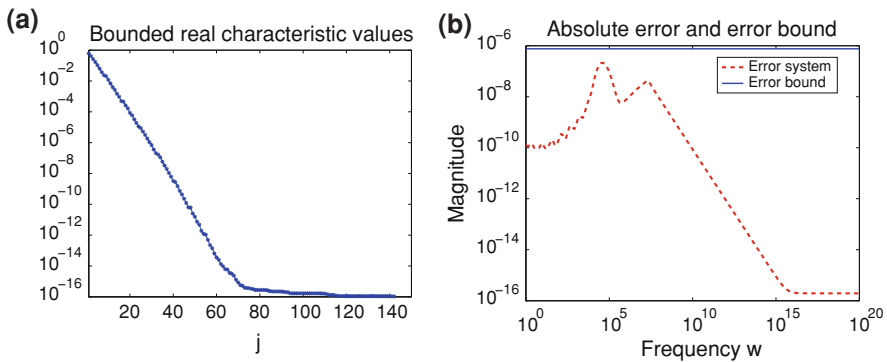 (a)
Bounded real characteristic values
10^0
10^-2
10^-4
10^-6
10^-8
10^-10
10^-12
10^-14
10^-16
20 40 60 80 100 120 140
j
(b)
Absolute error and error bound
10^-6
10^-8
10^-10
10^-12
10^-14
10^-16
Magnitude
Error system
Error bound
10^0 10^5 10^10 10^15 10^20
Frequency w